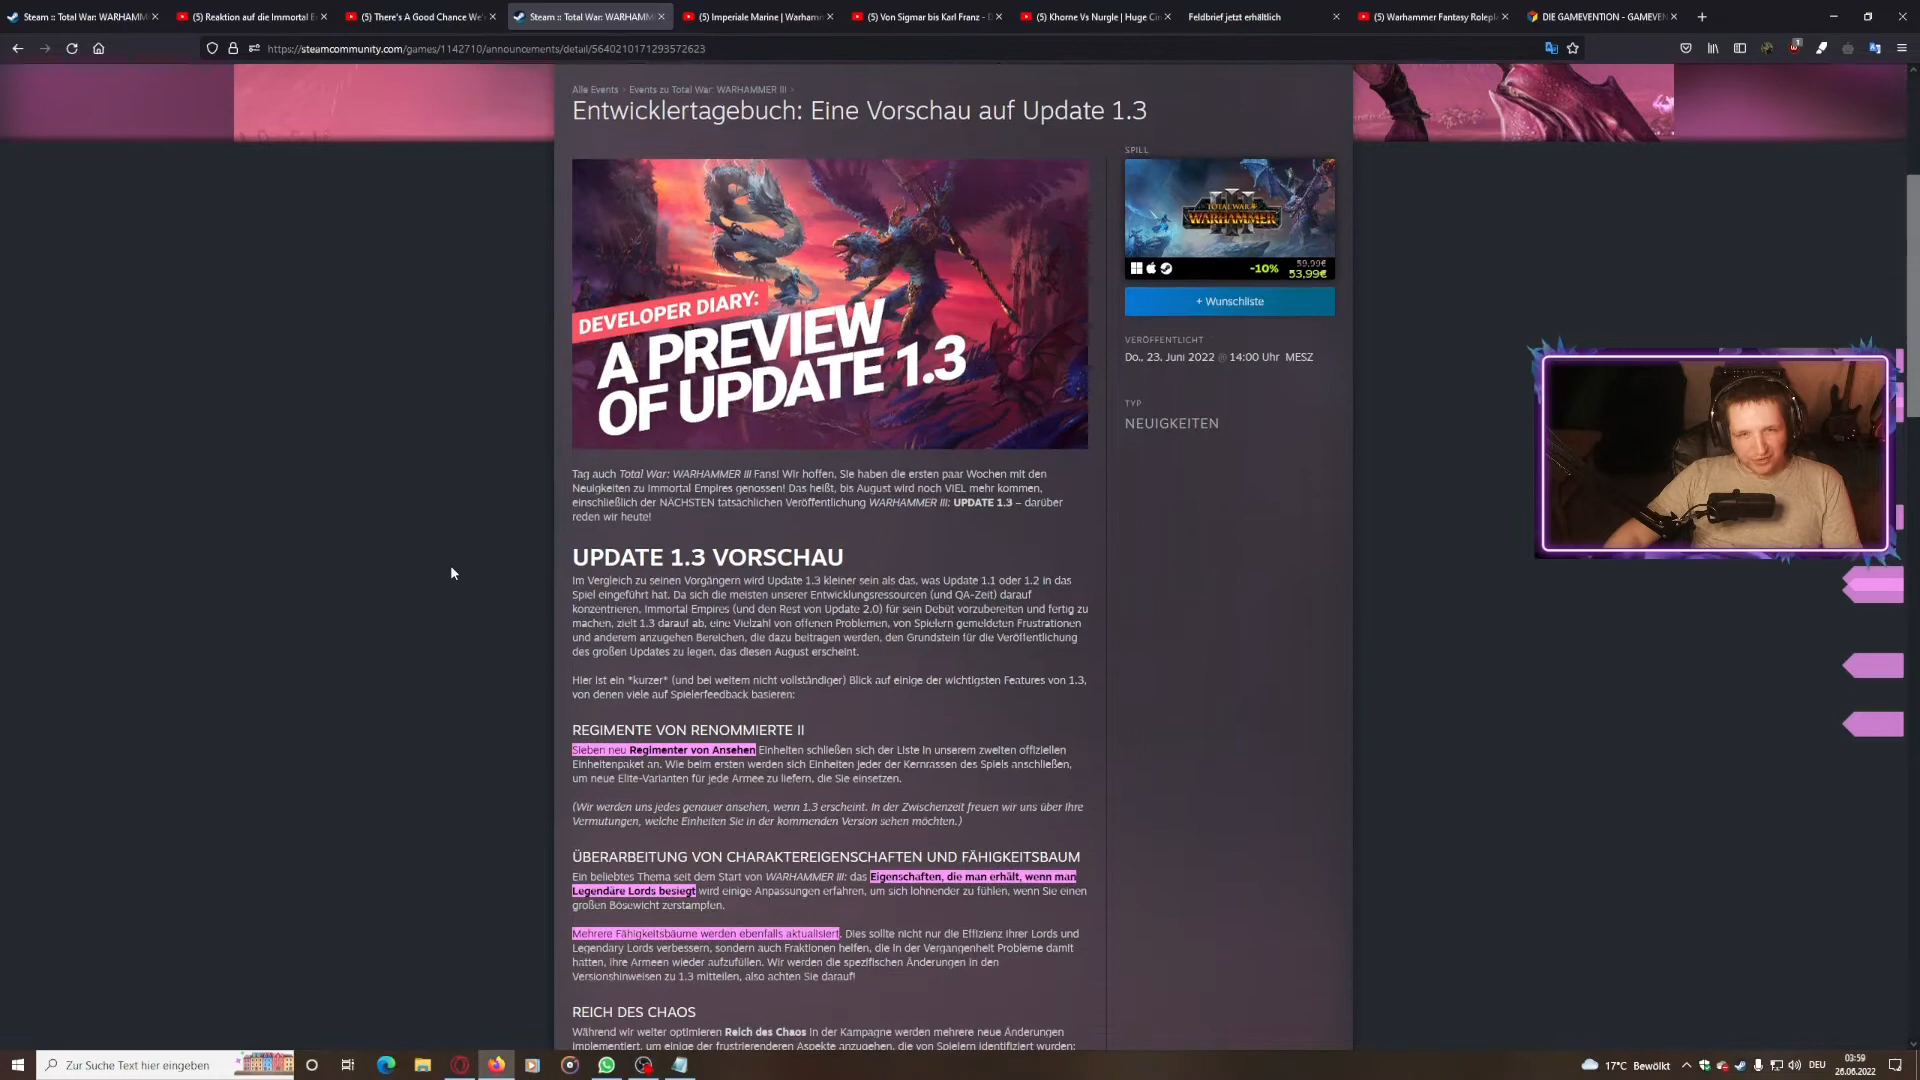 Steam :: Total War: WARHAMM
(5) Reaktion auf die Immortal E
(5) There's A Good Chance We'
Steam :: Total War: WARHAMM
(5) Imperiale Marine | Warhamm
(5) Von Sigmar bis Karl Franz - D
(5) Khorne Vs Nurgle | Huge Ci
Feldbrief jetzt erhältlich
(5) Warhammer Fantasy Rolepl
DIE GAMEVENTION - GAMEVEN
https://steamcommunity.com/games/1142710/announcements/detail/5640210171293572623
Alle Events > Events zu Total War: WARHAMMER III >
Entwicklertagebuch: Eine Vorschau auf Update 1.3
DEVELOPER DIARY:
A PREVIEW
OF UPDATE 1.3
SPILL
TOTAL WAR
WARHAMMER
III
-10%
59,99€
53,99€
+ Wunschliste
VERÖFFENTLICHT
Do., 23. Juni 2022 @ 14:00 Uhr MESZ
TYP
NEUIGKEITEN
Tag auch Total War: WARHAMMER III Fans! Wir hoffen, Sie haben die ersten paar Wochen mit den
Neuigkeiten zu Immortal Empires genossen! Das heißt, bis August wird noch VIEL mehr kommen,
einschließlich der NÄCHSTEN tatsächlichen Veröffentlichung WARHAMMER III: UPDATE 1.3 – darüber
reden wir heute!
UPDATE 1.3 VORSCHAU
Im Vergleich zu seinen Vorgängern wird Update 1.3 kleiner sein als das, was Update 1.1 oder 1.2 in das
Spiel eingeführt hat. Da sich die meisten unserer Entwicklungsressourcen (und QA-Zeit) darauf
konzentrieren, Immortal Empires (und den Rest von Update 2.0) für sein Debüt vorzubereiten und fertig zu
machen, zielt 1.3 darauf ab, eine Vielzahl von offenen Problemen, von Spielern gemeldeten Frustrationen
und anderem anzugehen Bereichen, die dazu beitragen werden, den Grundstein für die Veröffentlichung
des großen Updates zu legen, das diesen August erscheint.
Hier ist ein *kurzer* (und bei weitem nicht vollständiger) Blick auf einige der wichtigsten Features von 1.3,
von denen viele auf Spielerfeedback basieren:
REGIMENTE VON RENOMMIERTE II
Sieben neu Regimenter von Ansehen Einheiten schließen sich der Liste in unserem zweiten offiziellen
Einheitenpaket an. Wie beim ersten werden sich Einheiten jeder der Kernrassen des Spiels anschließen,
um neue Elite-Varianten für jede Armee zu liefern, die Sie einsetzen.
(Wir werden uns jedes genauer ansehen, wenn 1.3 erscheint. In der Zwischenzeit freuen wir uns über Ihre
Vermutungen, welche Einheiten Sie in der kommenden Version sehen möchten.)
ÜBERARBEITUNG VON CHARAKTEREIGENSCHAFTEN UND FÄHIGKEITSBAUM
Ein beliebtes Thema seit dem Start von WARHAMMER III: das Eigenschaften, die man erhält, wenn man
Legendäre Lords besiegt wird einige Anpassungen erfahren, um sich lohnender zu fühlen, wenn Sie einen
großen Bösewicht zerstampfen.
Mehrere Fähigkeitsbäume werden ebenfalls aktualisiert. Dies sollte nicht nur die Effizienz Ihrer Lords und
Legendary Lords verbessern, sondern auch Fraktionen helfen, die in der Vergangenheit Probleme damit
hatten, ihre Armeen wieder aufzufüllen. Wir werden die spezifischen Änderungen in den
Versionshinweisen zu 1.3 mitteilen, also achten Sie darauf!
REICH DES CHAOS
Während wir weiter optimieren Reich des Chaos In der Kampagne werden mehrere neue Änderungen
implementiert, um einige der frustrierenderen Aspekte anzugehen, die von Spielern identifiziert wurden:
Zur Suche Text hier eingeben
17°C Bewölkt
DEU
03:59
26.06.2022